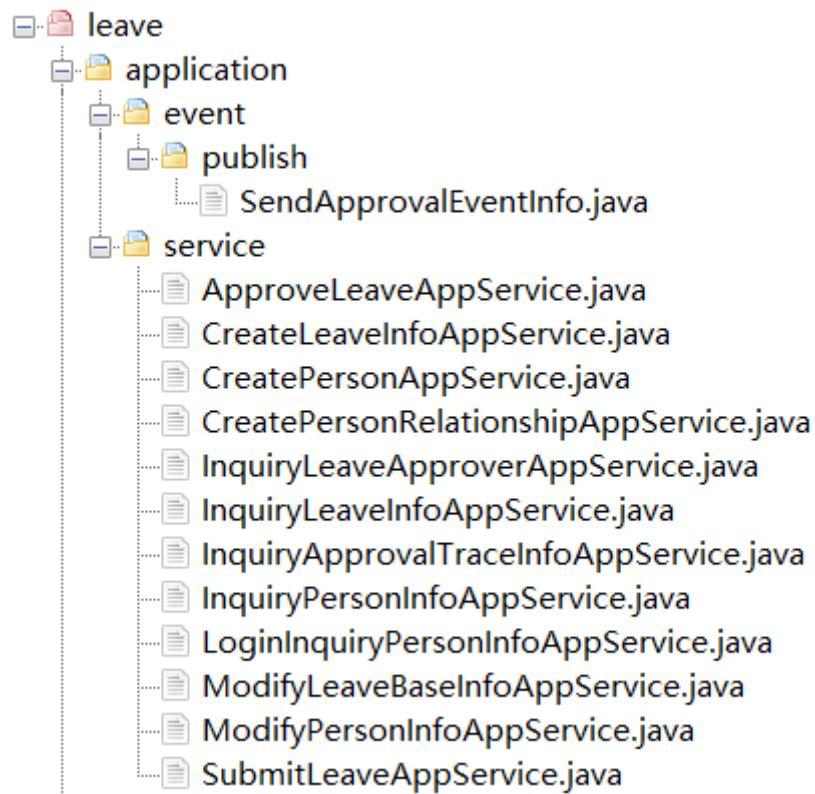 leave
application
event
publish
SendApprovalEventInfo.java
service
ApproveLeaveAppService.java
CreateLeaveInfoAppService.java
CreatePersonAppService.java
CreatePersonRelationshipAppService.java
InquiryLeaveApproverAppService.java
InquiryLeaveInfoAppService.java
InquiryApprovalTraceInfoAppService.java
InquiryPersonInfoAppService.java
LoginInquiryPersonInfoAppService.java
ModifyLeaveBaseInfoAppService.java
ModifyPersonInfoAppService.java
SubmitLeaveAppService.java